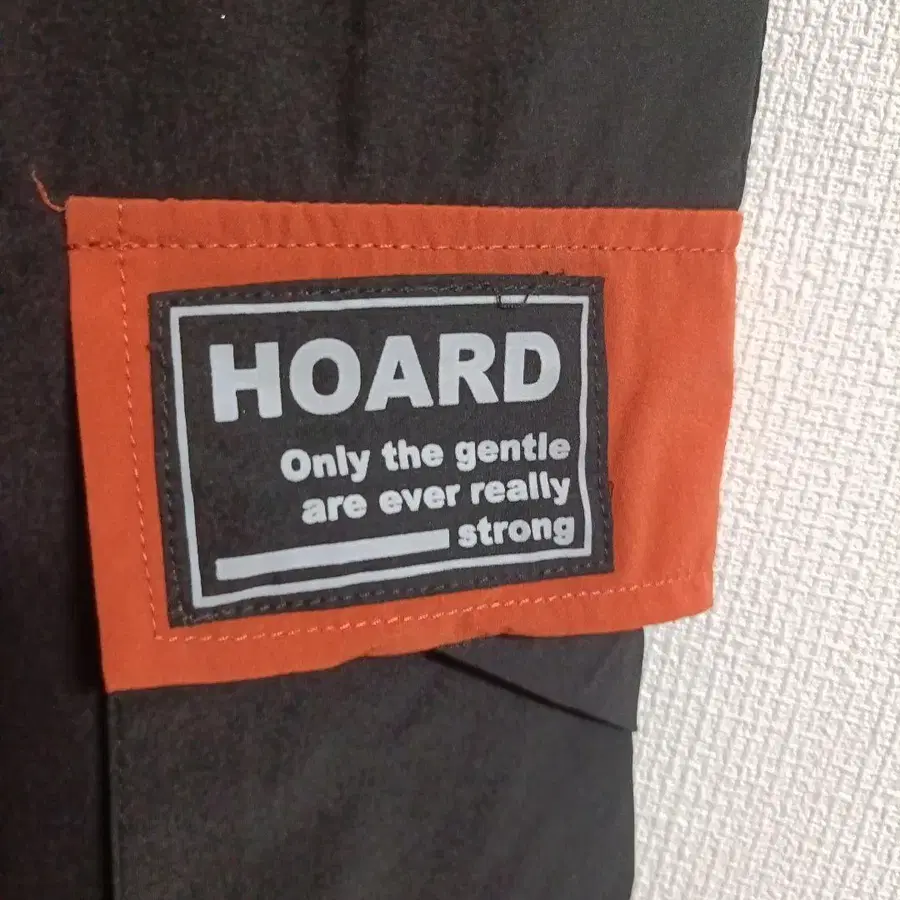 HOARD
Only the gentle
are ever really
strong